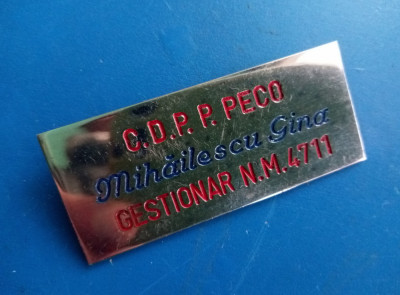 C.D.P.P. PECO
Mihăilescu Gina
GESTIONAR N.M.4711